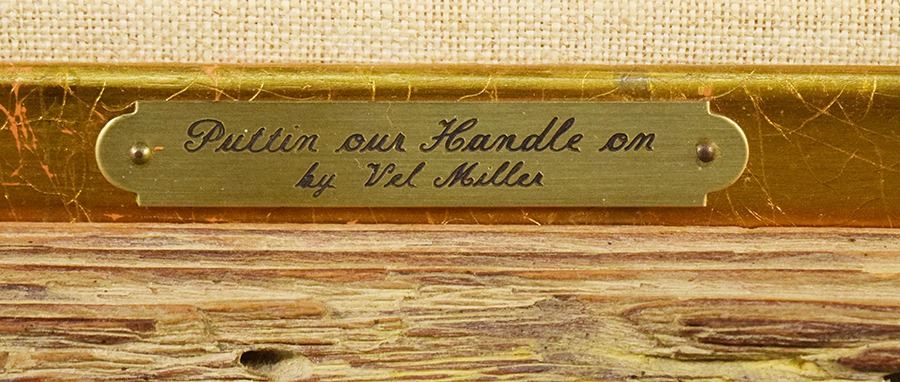 Puttin our Handle on
by Vel Miller